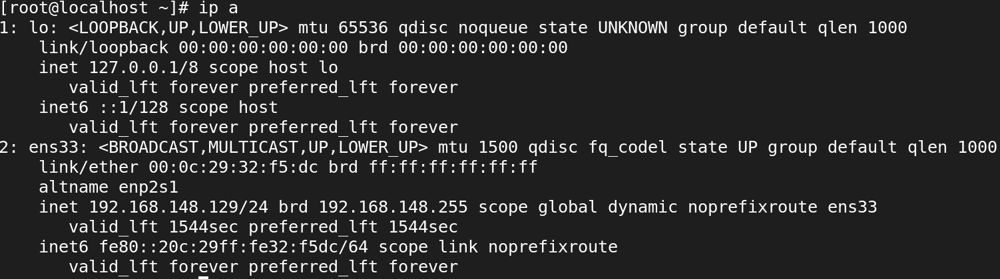 [root@localhost ~]# ip a
1: lo: <LOOPBACK,UP,LOWER_UP> mtu 65536 qdisc noqueue state UNKNOWN group default qlen 1000
    link/loopback 00:00:00:00:00:00 brd 00:00:00:00:00:00
    inet 127.0.0.1/8 scope host lo
       valid_lft forever preferred_lft forever
    inet6 ::1/128 scope host
       valid_lft forever preferred_lft forever
2: ens33: <BROADCAST,MULTICAST,UP,LOWER_UP> mtu 1500 qdisc fq_codel state UP group default qlen 1000
    link/ether 00:0c:29:32:f5:dc brd ff:ff:ff:ff:ff:ff
    altname enp2s1
    inet 192.168.148.129/24 brd 192.168.148.255 scope global dynamic noprefixroute ens33
       valid_lft 1544sec preferred_lft 1544sec
    inet6 fe80::20c:29ff:fe32:f5dc/64 scope link noprefixroute
       valid_lft forever preferred_lft forever